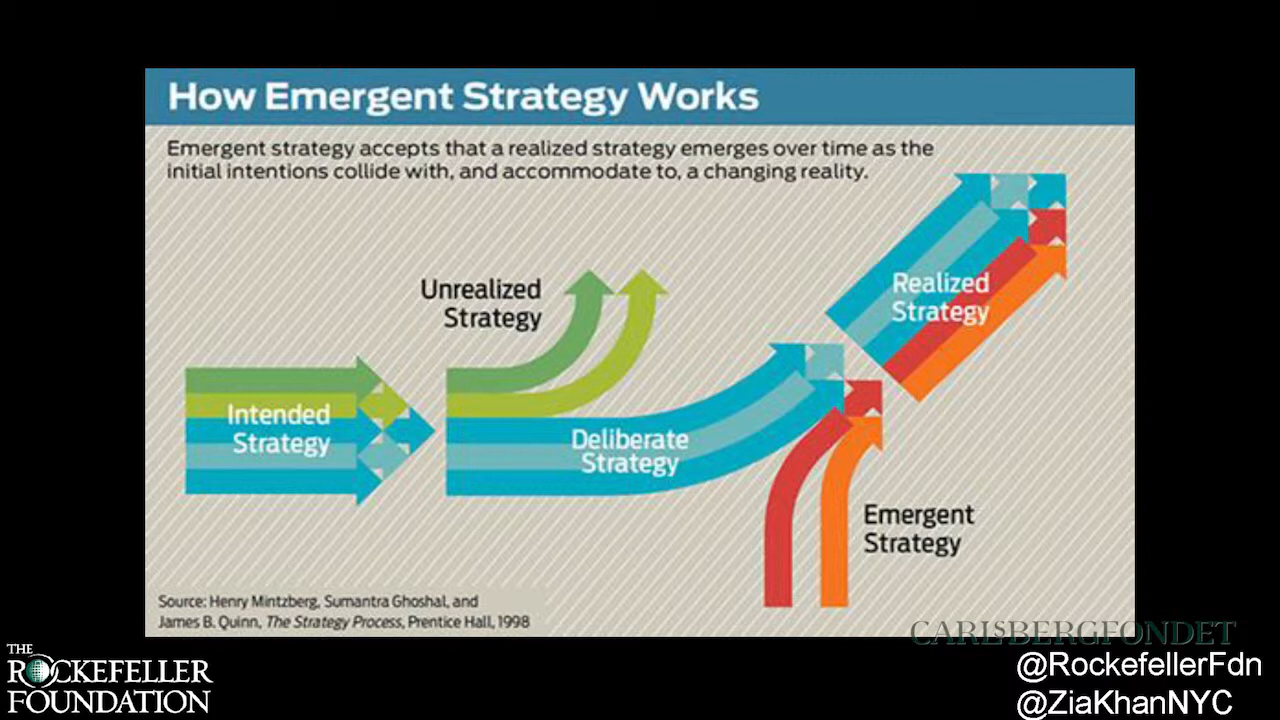 How Emergent Strategy Works
Emergent strategy accepts that a realized strategy emerges over time as the
initial intentions collide with, and accommodate to, a changing reality.
Unrealized
Strategy
Realized
Strategy
Intended
Strategy
Deliberate
Strategy
Emergent
Strategy
Source: Henry Mintzberg, Sumantra Ghoshal, and
James B. Quinn, The Strategy Process, Prentice Hall, 1998
CARLSBERGFONDET
THE
ROCKEFELLER
FOUNDATION
@RockefellerFdn
@ZiaKhanNYC